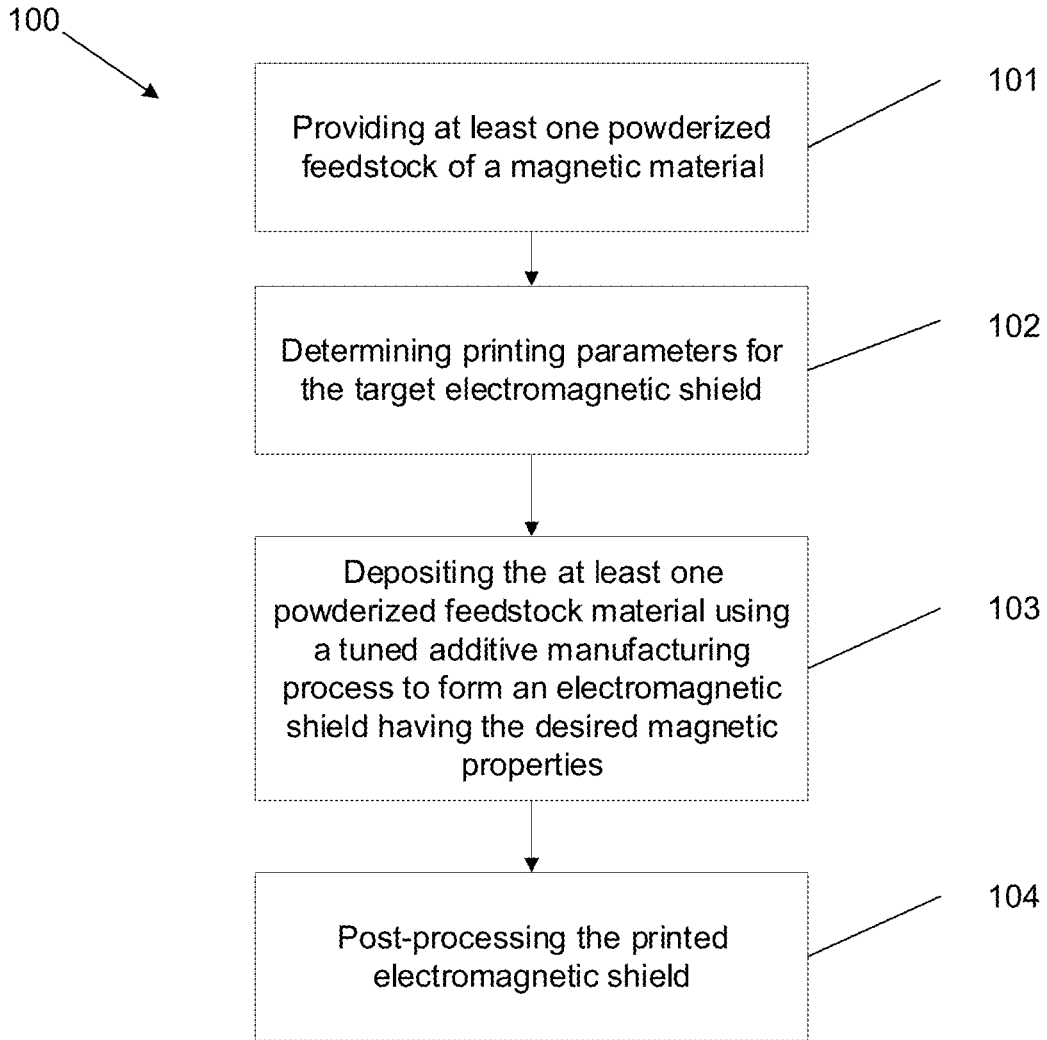 100
101
Providing at least one powderized
feedstock of a magnetic material
102
Determining printing parameters for
the target electromagnetic shield
Depositing the at least one
powderized feedstock material using
103
a tuned additive manufacturing
process to form an electromagnetic
shield having the desired magnetic
properties
104
Post-processing the printed
electromagnetic shield